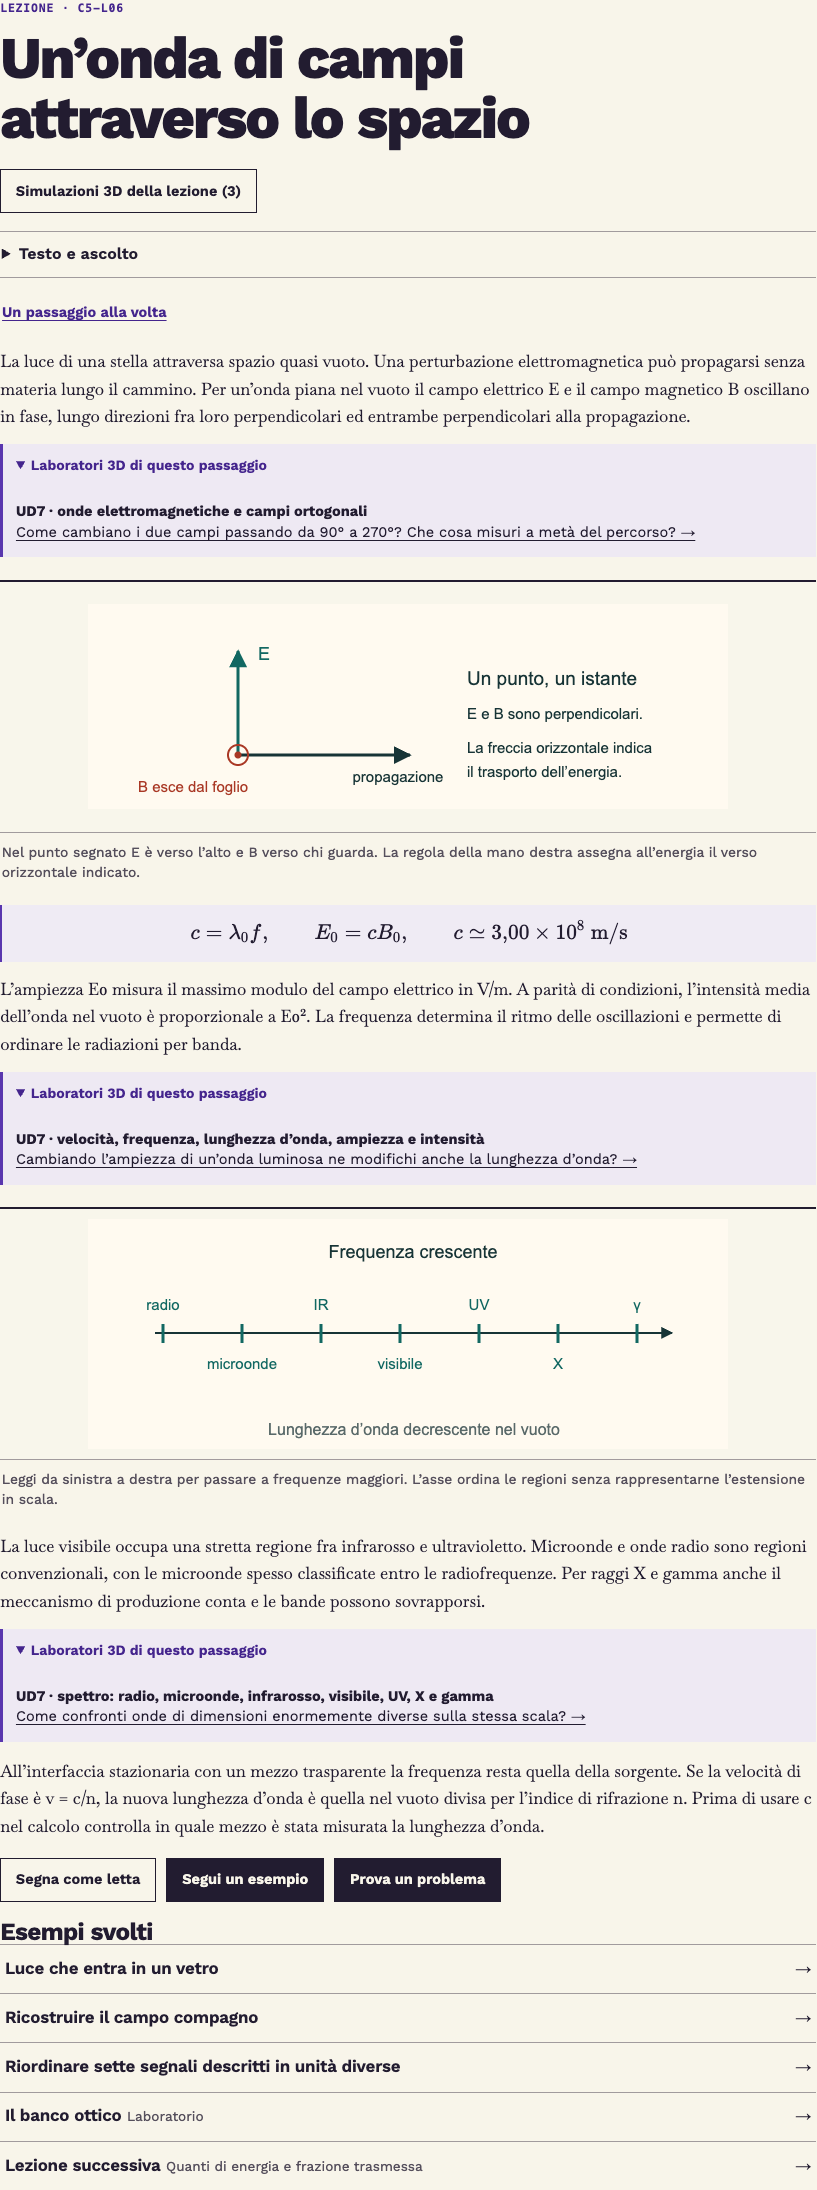 LEZIONE · C5–L06
Un’onda di campi
attraverso lo spazio
Simulazioni 3D della lezione (3)
▶ Testo e ascolto
Un passaggio alla volta
La luce di una stella attraversa spazio quasi vuoto. Una perturbazione elettromagnetica può propagarsi senza
materia lungo il cammino. Per un’onda piana nel vuoto il campo elettrico E e il campo magnetico B oscillano
in fase, lungo direzioni fra loro perpendicolari ed entrambe perpendicolari alla propagazione.
▼ Laboratori 3D di questo passaggio
UD7 · onde elettromagnetiche e campi ortogonali
Come cambiano i due campi passando da 90° a 270°? Che cosa misuri a metà del percorso? →
E
Un punto, un istante
E e B sono perpendicolari.
La freccia orizzontale indica
il trasporto dell’energia.
propagazione
B esce dal foglio
Nel punto segnato E è verso l’alto e B verso chi guarda. La regola della mano destra assegna all’energia il verso
orizzontale indicato.
c = λ₀f, E₀ = cB₀, c ≃ 3,00 × 10⁸ m/s
L’ampiezza E₀ misura il massimo modulo del campo elettrico in V/m. A parità di condizioni, l’intensità media
dell’onda nel vuoto è proporzionale a E₀². La frequenza determina il ritmo delle oscillazioni e permette di
ordinare le radiazioni per banda.
▼ Laboratori 3D di questo passaggio
UD7 · velocità, frequenza, lunghezza d’onda, ampiezza e intensità
Cambiando l’ampiezza di un’onda luminosa ne modifichi anche la lunghezza d’onda? →
Frequenza crescente
radio IR UV γ
microonde visibile X
Lunghezza d’onda decrescente nel vuoto
Leggi da sinistra a destra per passare a frequenze maggiori. L’asse ordina le regioni senza rappresentarne l’estensione
in scala.
La luce visibile occupa una stretta regione fra infrarosso e ultravioletto. Microonde e onde radio sono regioni
convenzionali, con le microonde spesso classificate entro le radiofrequenze. Per raggi X e gamma anche il
meccanismo di produzione conta e le bande possono sovrapporsi.
▼ Laboratori 3D di questo passaggio
UD7 · spettro: radio, microonde, infrarosso, visibile, UV, X e gamma
Come confronti onde di dimensioni enormemente diverse sulla stessa scala? →
All’interfaccia stazionaria con un mezzo trasparente la frequenza resta quella della sorgente. Se la velocità di
fase è v = c/n, la nuova lunghezza d’onda è quella nel vuoto divisa per l’indice di rifrazione n. Prima di usare c
nel calcolo controlla in quale mezzo è stata misurata la lunghezza d’onda.
Segna come letta Segui un esempio Prova un problema
Esempi svolti
Luce che entra in un vetro →
Ricostruire il campo compagno →
Riordinare sette segnali descritti in unità diverse →
Il banco ottico Laboratorio →
Lezione successiva Quanti di energia e frazione trasmessa →